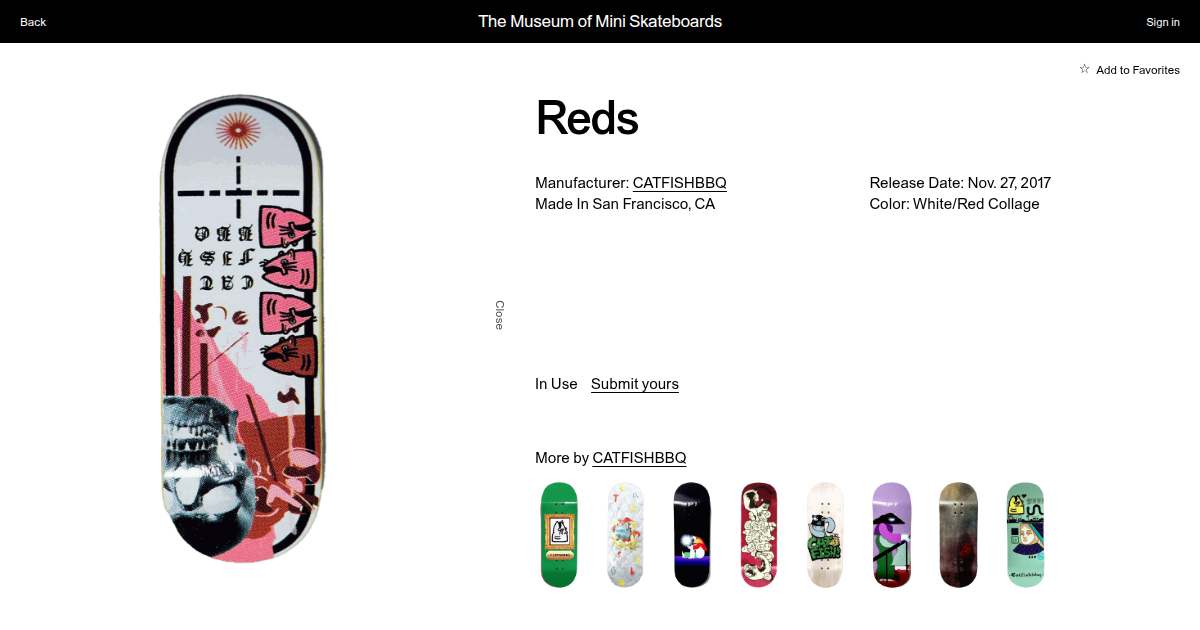 Back
The Museum of Mini Skateboards
Sign in
☆ Add to Favorites
Reds
Manufacturer: CATFISHBBQ
Made In San Francisco, CA
Release Date: Nov. 27, 2017
Color: White/Red Collage
Close
In Use Submit yours
More by CATFISHBBQ